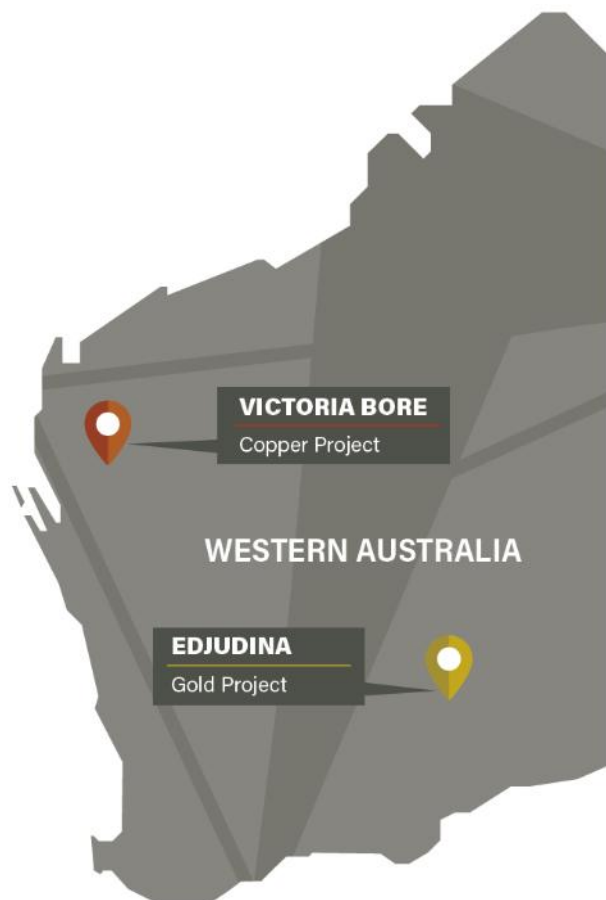 VICTORIA BORE
Copper Project
WESTERN AUSTRALIA
EDJUDINA
Gold Project